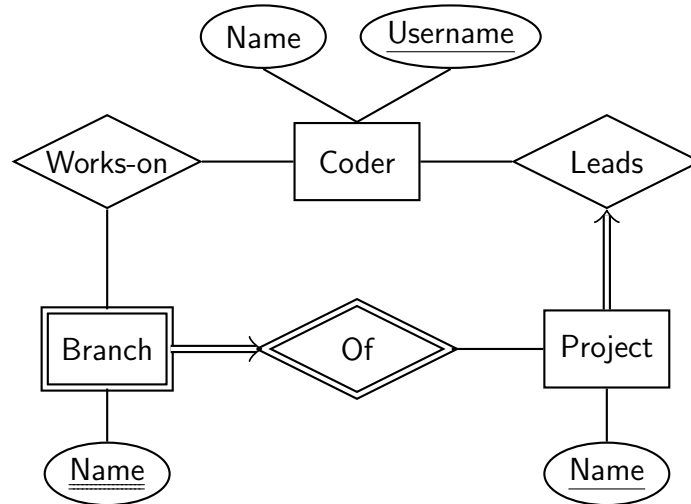 Name
Username
Works-on
Coder
Leads
Branch
Of
Project
Name
Name